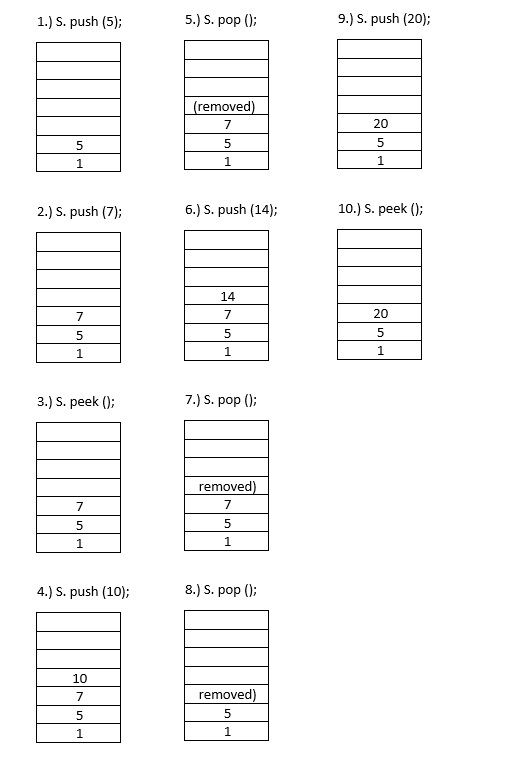 1.) S. push (5);
5
1
2.) S. push (7);
7
5
1
3.) S. peek ();
7
5
1
4.) S. push (10);
10
7
5
1
5.) S. pop ();
(removed)
7
5
1
6.) S. push (14);
14
7
5
1
7.) S. pop ();
removed)
7
5
1
8.) S. pop ();
removed)
5
1
9.) S. push (20);
20
5
1
10.) S. peek ();
20
5
1